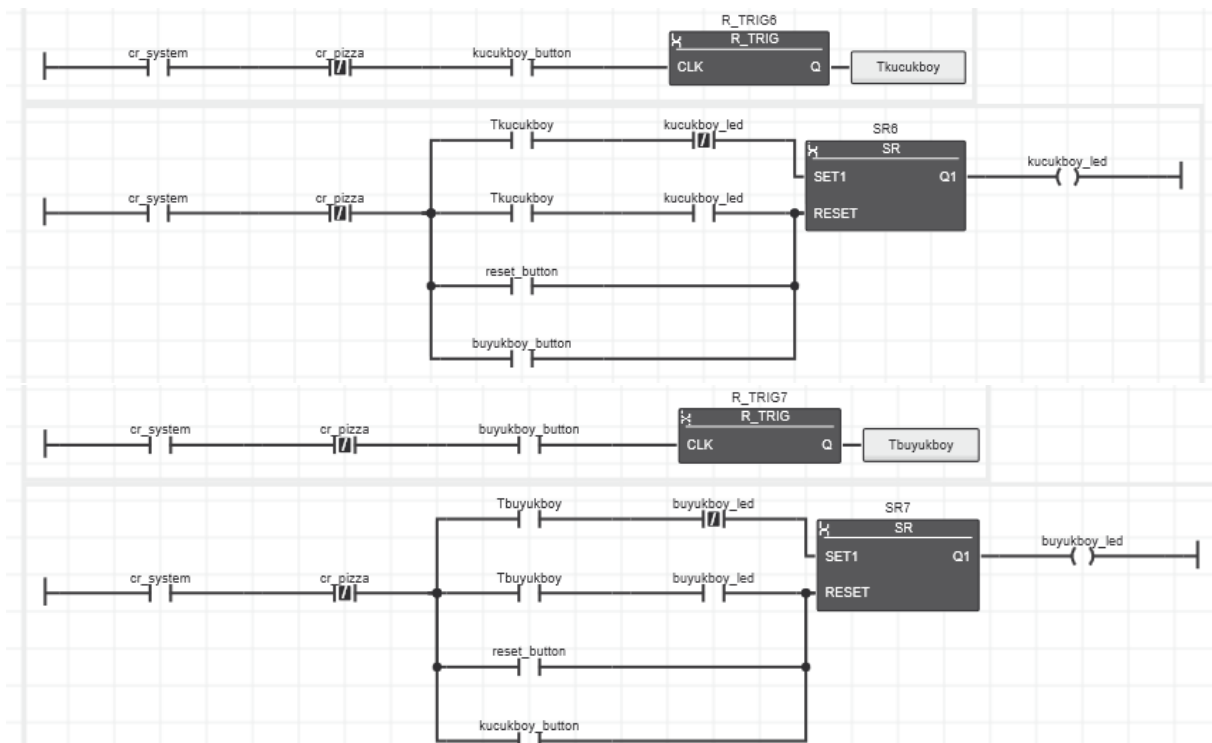 R_TRIG6
cr_system cr_pizza kucukboy_button R_TRIG
CLK Q Tkucukboy
Tkucukboy kucukboy_led SR6
SR
kucukboy_led
SET1 Q1
cr_system cr_pizza Tkucukboy kucukboy_led
RESET
reset_button
buyukboy_button
R_TRIG7
cr_system cr_pizza buyukboy_button R_TRIG
CLK Q Tbuyukboy
Tbuyukboy buyukboy_led SR7
SR
buyukboy_led
SET1 Q1
cr_system cr_pizza Tbuyukboy buyukboy_led
RESET
reset_button
kucukboy_button